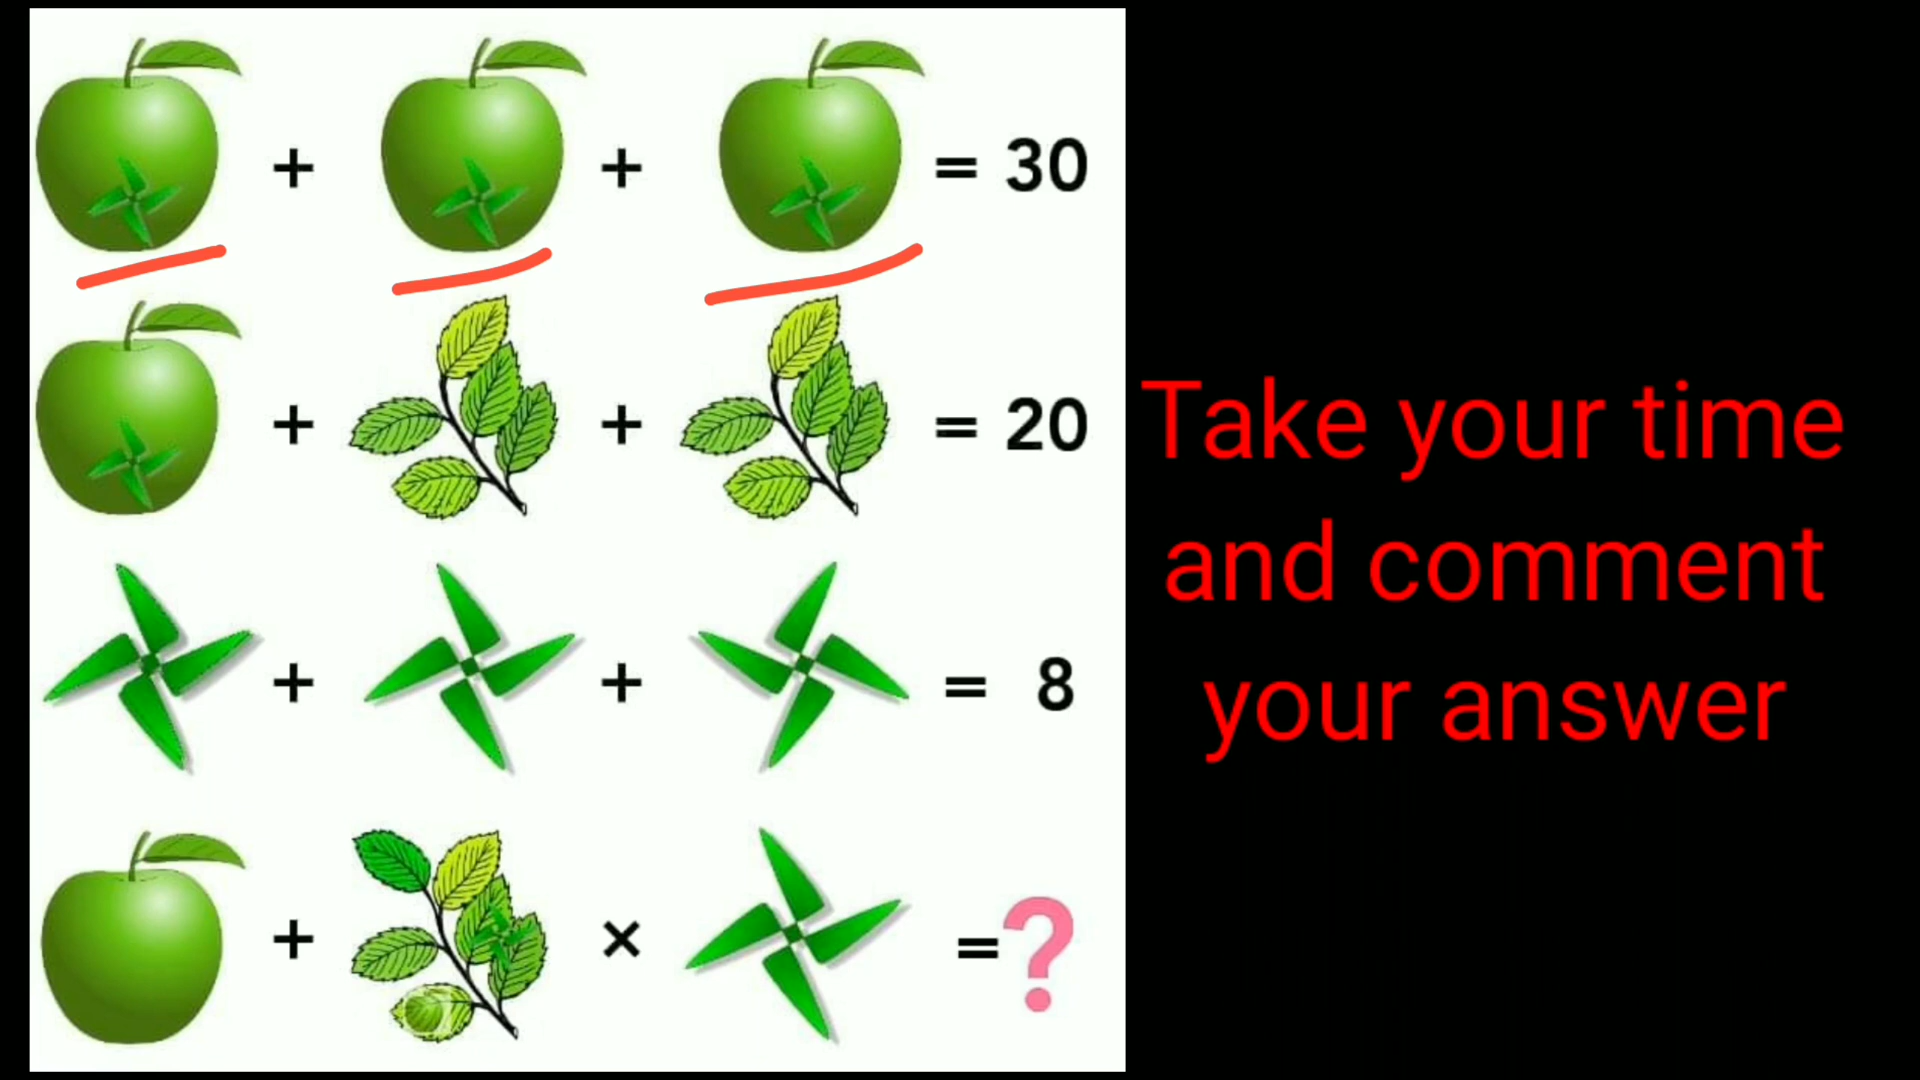 + + = 30
+ + = 20
+ + = 8
+ × =?
Take your time
and comment
your answer